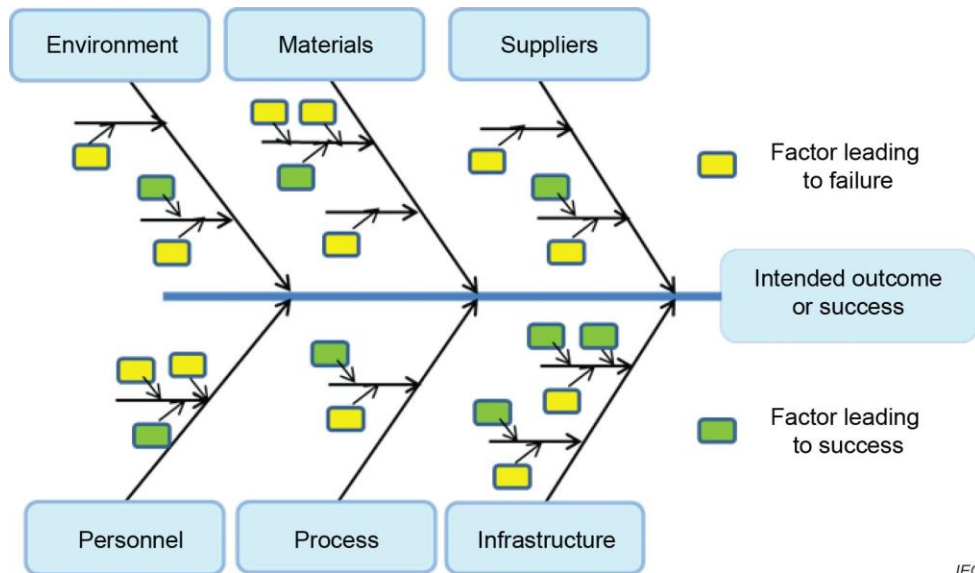 Environment
Materials
Suppliers
Factor leading
to failure
Intended outcome
or success
Factor leading
to success
Personnel
Process
Infrastructure